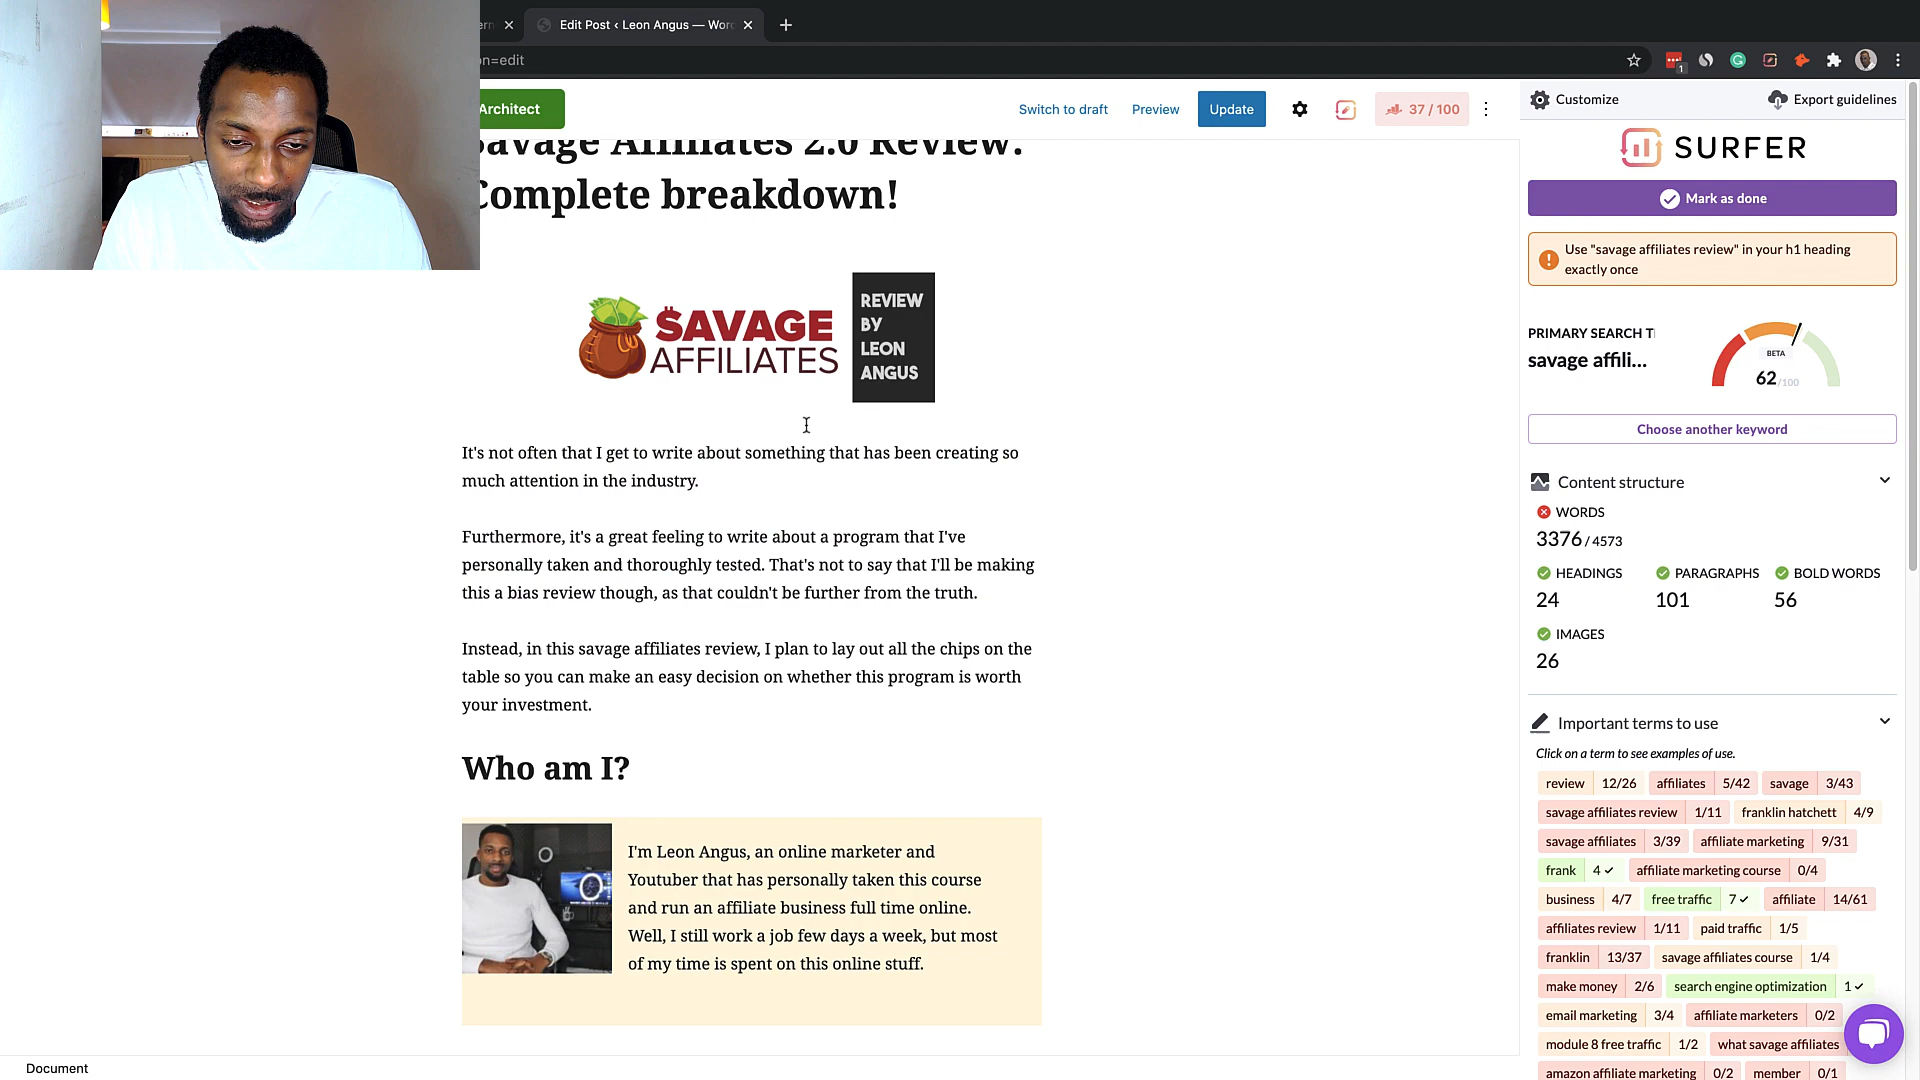 Edit Post ‹ Leon Angus — Wor
on=edit
1
Architect
Switch to draft
Preview
Update
37 / 100
Customize
Export guidelines
SURFER
Mark as done
Use "savage affiliates review" in your h1 heading
exactly once
PRIMARY SEARCH T
savage affili...
BETA
62/100
Choose another keyword
Content structure
WORDS
3376 / 4573
HEADINGS PARAGRAPHS BOLD WORDS
24 101 56
IMAGES
26
Important terms to use
Click on a term to see examples of use.
review 12/26 affiliates 5/42 savage 3/43
savage affiliates review 1/11 franklin hatchett 4/9
savage affiliates 3/39 affiliate marketing 9/31
frank 4 affiliate marketing course 0/4
business 4/7 free traffic 7 affiliate 14/61
affiliates review 1/11 paid traffic 1/5
franklin 13/37 savage affiliates course 1/4
make money 2/6 search engine optimization 1
email marketing 3/4 affiliate marketers 0/2
module 8 free traffic 1/2 what savage affiliates
amazon affiliate marketing 0/2 member 0/1
Savage Affiliates 2.0 Review:
Complete breakdown!
$AVAGE
AFFILIATES
REVIEW
BY
LEON
ANGUS
It's not often that I get to write about something that has been creating so
much attention in the industry.
Furthermore, it's a great feeling to write about a program that I've
personally taken and thoroughly tested. That's not to say that I'll be making
this a bias review though, as that couldn't be further from the truth.
Instead, in this savage affiliates review, I plan to lay out all the chips on the
table so you can make an easy decision on whether this program is worth
your investment.
Who am I?
I'm Leon Angus, an online marketer and
Youtuber that has personally taken this course
and run an affiliate business full time online.
Well, I still work a job few days a week, but most
of my time is spent on this online stuff.
Document